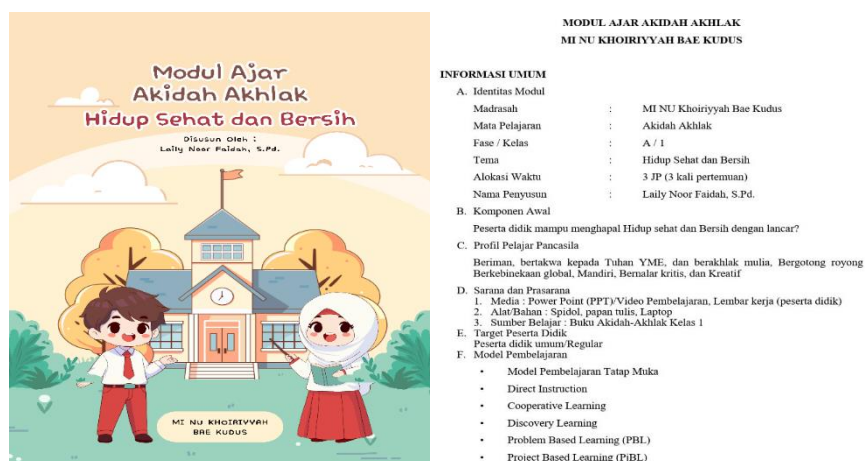 Modul Ajar
Akidah Akhlak
Hidup Sehat dan Bersih
Disusun Oleh :
Laily Noor Faidah, S.Pd.
MI NU KHOIRIYYAH
BAE KUDUS
MODUL AJAR AKIDAH AKHLAK
MI NU KHOIRIYYAH BAE KUDUS
INFORMASI UMUM
A. Identitas Modul
Madrasah : MI NU Khoiriyyah Bae Kudus
Mata Pelajaran : Akidah Akhlak
Fase / Kelas : A / 1
Tema : Hidup Sehat dan Bersih
Alokasi Waktu : 3 JP (3 kali pertemuan)
Nama Penyusun : Laily Noor Faidah, S.Pd.
B. Komponen Awal
Peserta didik mampu menghapal Hidup sehat dan Bersih dengan lancar?
C. Profil Pelajar Pancasila
Beriman, bertakwa kepada Tuhan YME, dan berakhlak mulia, Bergotong royong
Berkebinekaan global, Mandiri, Bernalar kritis, dan Kreatif
D. Sarana dan Prasarana
1. Media : Power Point (PPT)/Video Pembelajaran, Lembar kerja (peserta didik)
2. Alat/Bahan : Spidol, papan tulis, Laptop
3. Sumber Belajar : Buku Akidah-Akhlak Kelas 1
E. Target Peserta Didik
Peserta didik umum/Regular
F. Model Pembelajaran
• Model Pembelajaran Tatap Muka
• Direct Instruction
• Cooperative Learning
• Discovery Learning
• Problem Based Learning (PBL)
• Project Based Learning (PjBL)